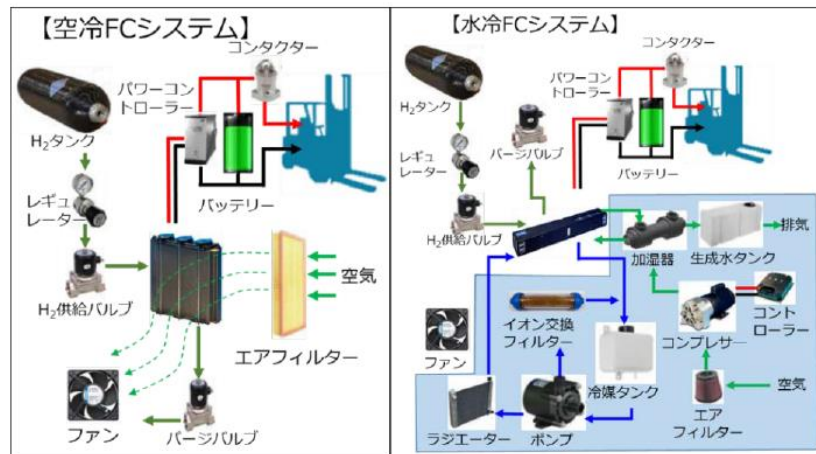 【空冷FCシステム】
コンタクター
パワーコン
トローラー
H₂タンク
レギュ
レーター
バッテリー
H₂供給バルブ
空気
エアフィルター
ファン
パージバルブ
【水冷FCシステム】
コンタクター
パワーコン
トローラー
H₂タンク
パージバルブ
レギュ
レーター
バッテリー
H₂供給バルブ
加湿器
生成水タンク
排気
イオン交換
フィルター
コンプレッサー
コント
ローラー
ファン
冷媒タンク
空気
エア
フィルター
ラジエーター
ポンプ